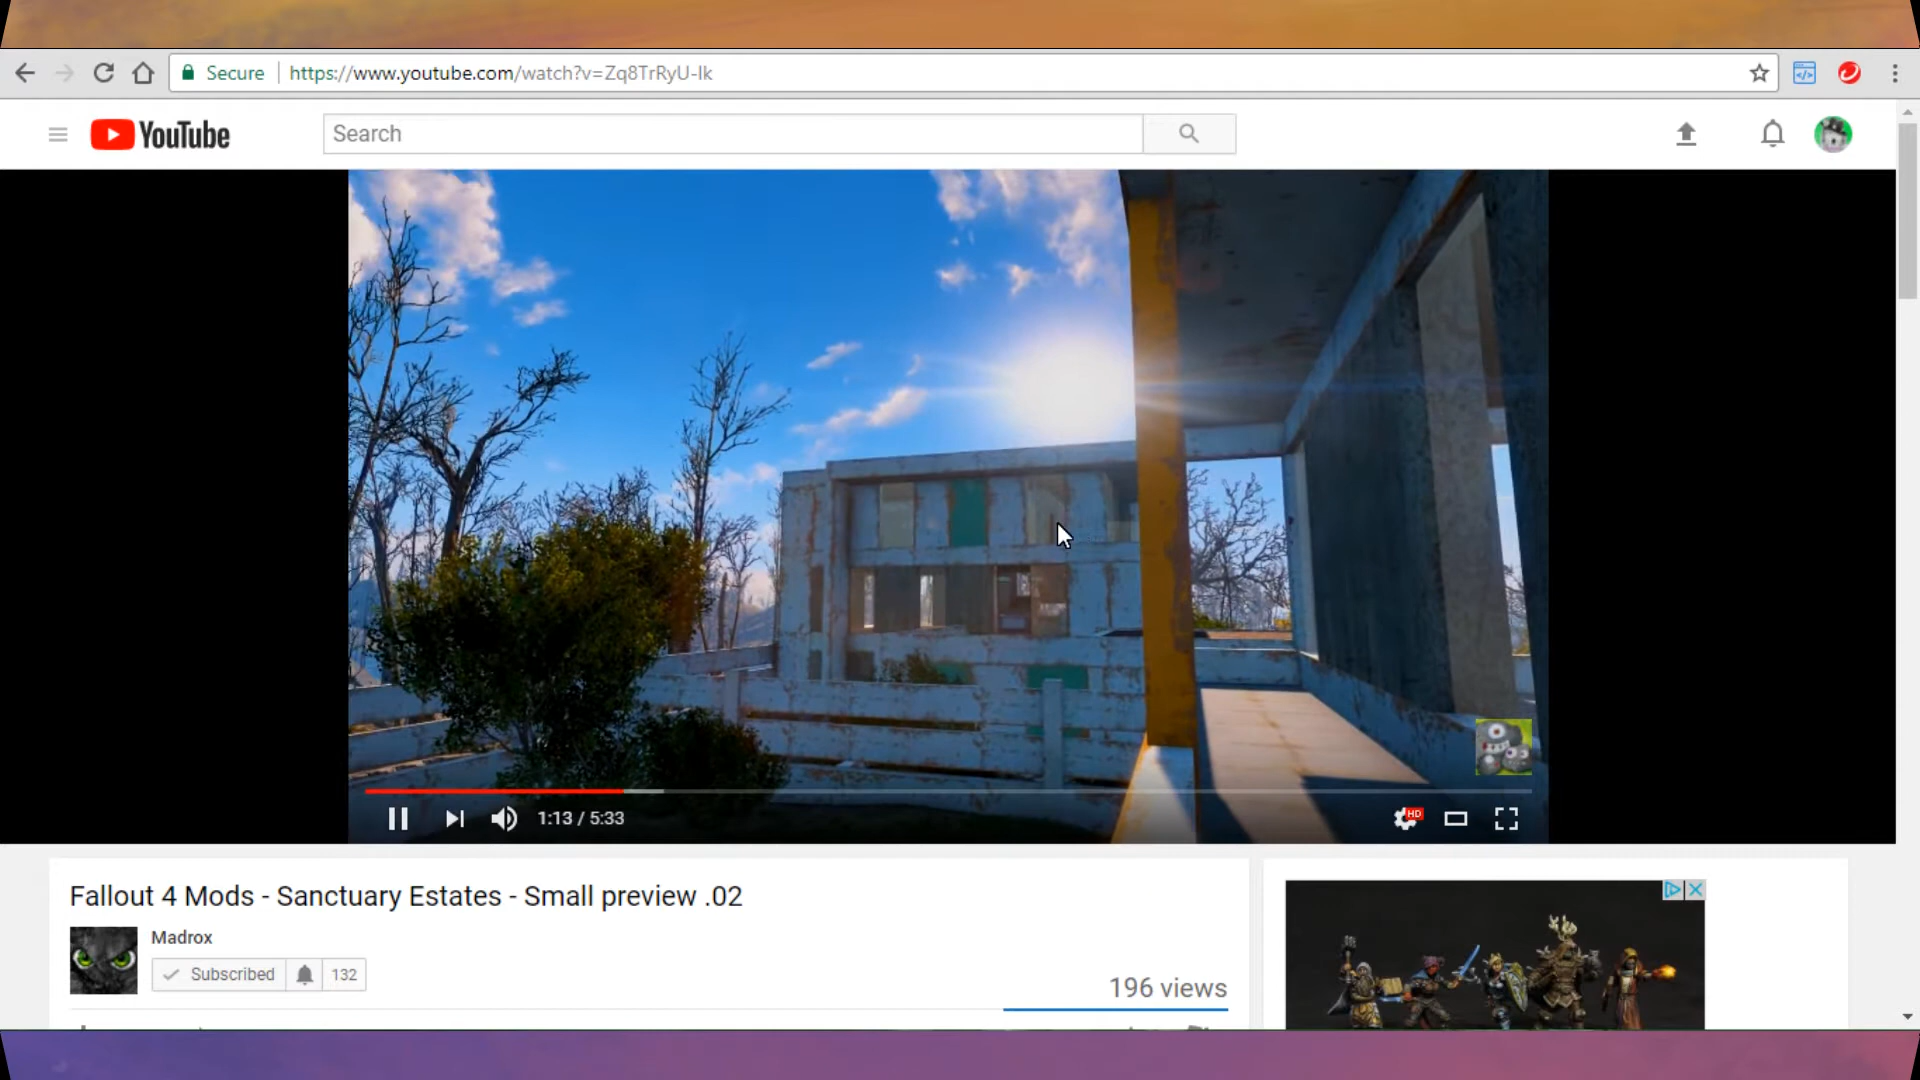 Secure https://www.youtube.com/watch?v=Zq8TrRyU-Ik
YouTube
Search
HD
1:13 / 5:33
Fallout 4 Mods - Sanctuary Estates - Small preview .02
Madrox
Subscribed 132
196 views